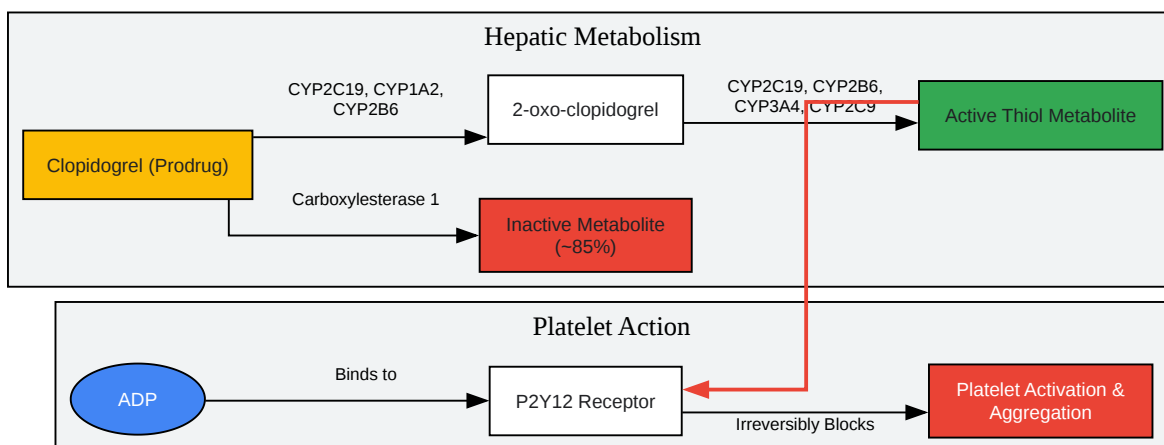 Hepatic Metabolism
CYP2C19, CYP1A2,
CYP2B6
2-oxo-clopidogrel
CYP2C19, CYP2B6,
CYP3A4, CYP2C9
Active Thiol Metabolite
Clopidogrel (Prodrug)
Carboxylesterase 1
Inactive Metabolite
(~85%)
Platelet Action
ADP
Binds to
P2Y12 Receptor
Irreversibly Blocks
Platelet Activation &
Aggregation